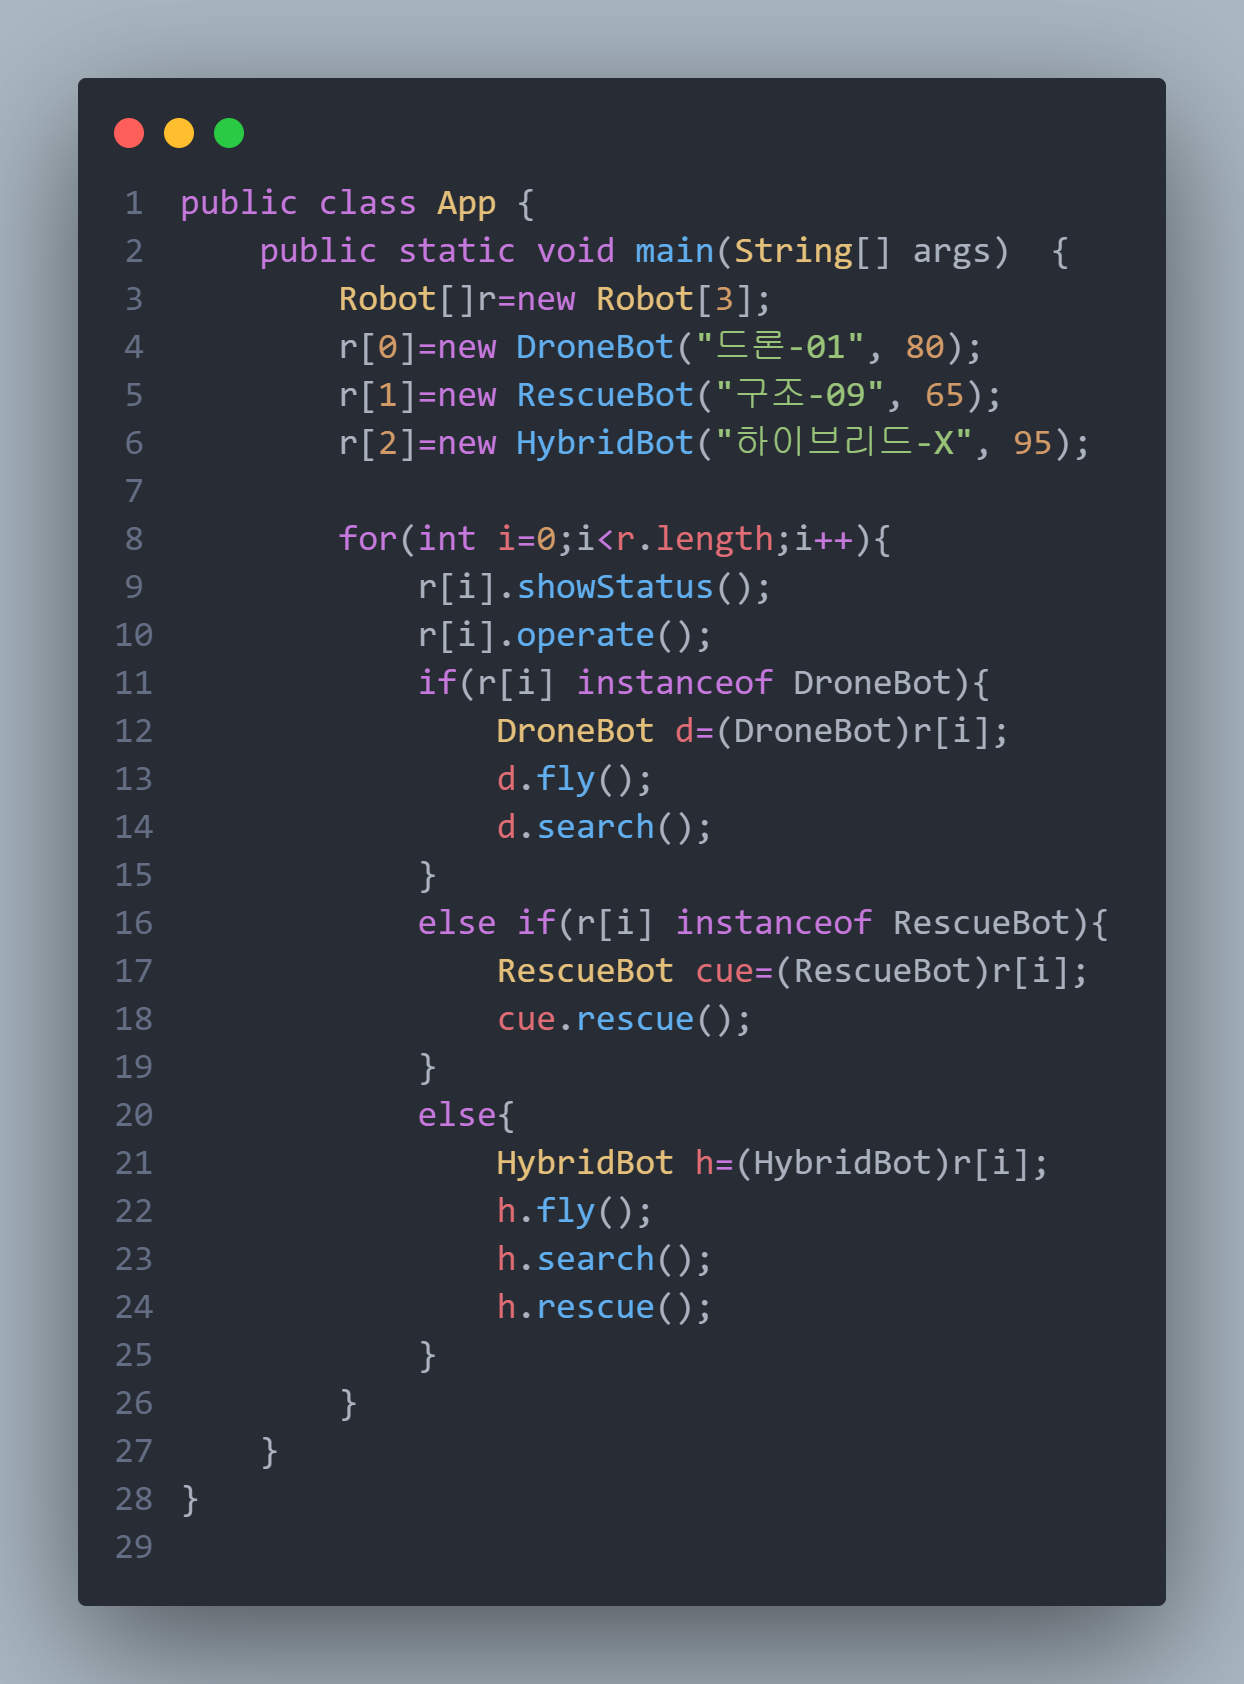 1 public class App {
2     public static void main(String[] args)  {
3         Robot[]r=new Robot[3];
4         r[0]=new DroneBot("드론-01", 80);
5         r[1]=new RescueBot("구조-09", 65);
6         r[2]=new HybridBot("하이브리드-X", 95);
7
8         for(int i=0;i<r.length;i++){
9             r[i].showStatus();
10             r[i].operate();
11             if(r[i] instanceof DroneBot){
12                 DroneBot d=(DroneBot)r[i];
13                 d.fly();
14                 d.search();
15             }
16             else if(r[i] instanceof RescueBot){
17                 RescueBot cue=(RescueBot)r[i];
18                 cue.rescue();
19             }
20             else{
21                 HybridBot h=(HybridBot)r[i];
22                 h.fly();
23                 h.search();
24                 h.rescue();
25             }
26         }
27     }
28 }
29